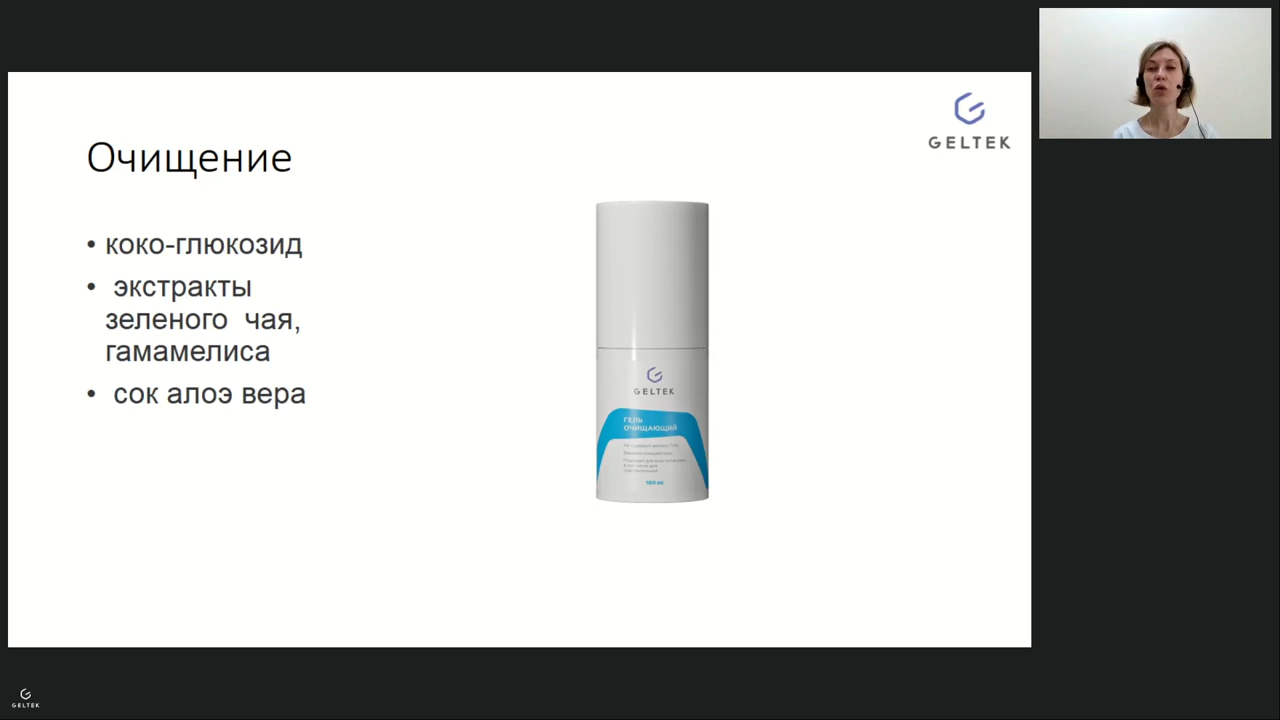 GELTEK
Очищение
• коко-глюкозид
• экстракты
зеленого чая,
гамамелиса
• сок алоэ вера
GELTEK
ГЕЛЬ
ОЧИЩАЮЩИЙ
GELTEK